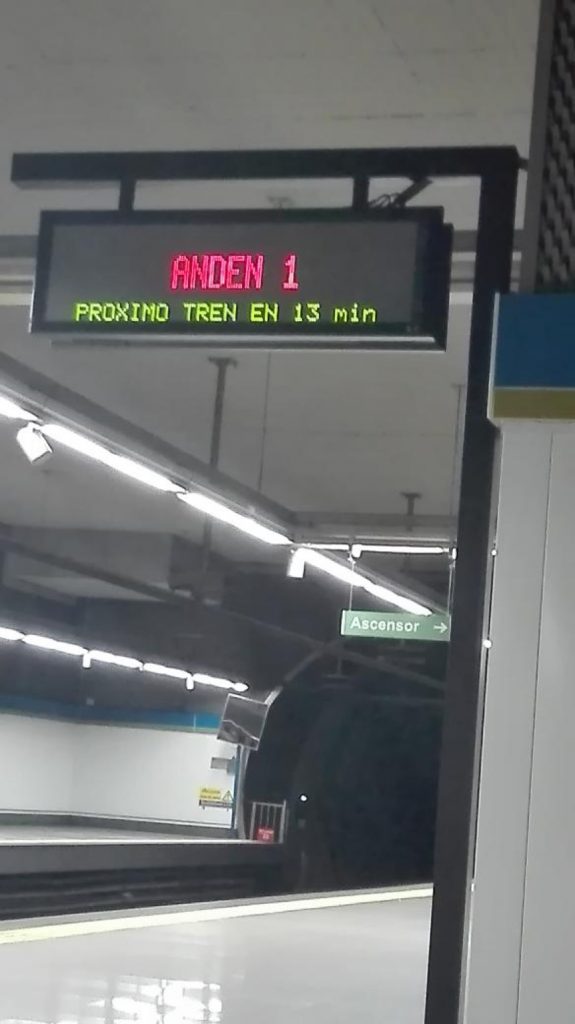 ANDEN 1
PROXIMO TREN EN 13 min
Ascensor →